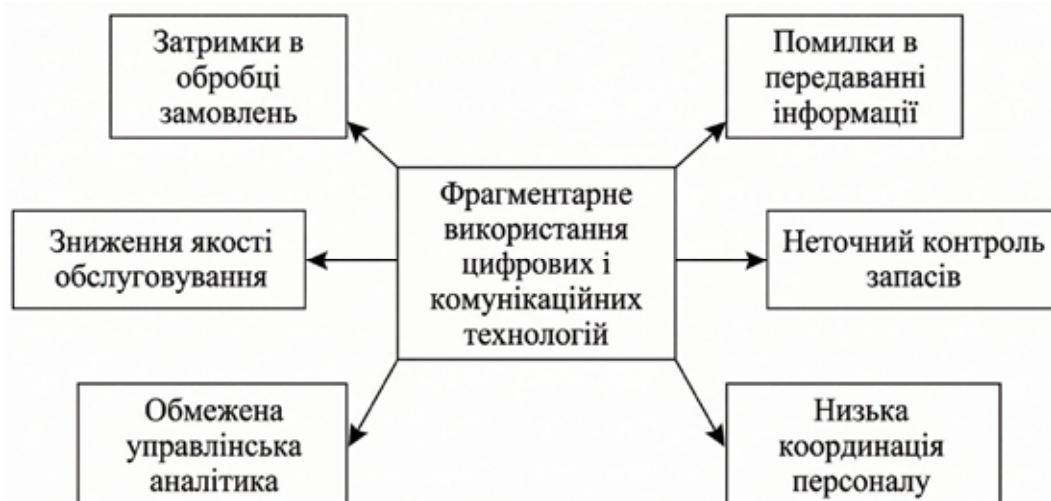 Затримки в
обробці
замовлень
Помилки в
передаванні
інформації
Фрагментарне
використання
цифрових і
комунікаційних
технологій
Зниження якості
обслуговування
Неточний контроль
запасів
Обмежена
управлінська
аналітика
Низька
координація
персоналу